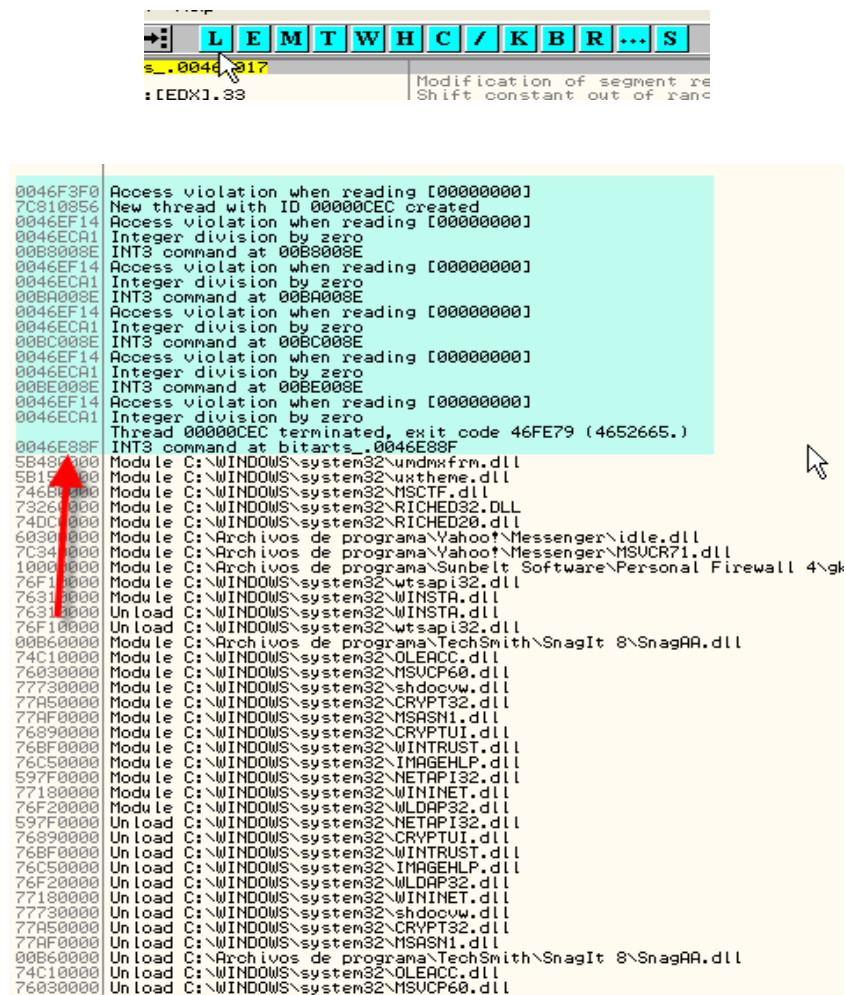 L E M T W H C / K B R ... S
:[EDX].33
Modification of segment re
Shift constant out of rang
0046F3F0 Access violation when reading [00000000]
7C810856 New thread with ID 00000CEC created
0046EF14 Access violation when reading [00000000]
0046ECA1 Integer division by zero
00B8008E INT3 command at 00B8008E
0046EF14 Access violation when reading [00000000]
0046ECA1 Integer division by zero
00BA008E INT3 command at 00BA008E
0046EF14 Access violation when reading [00000000]
0046ECA1 Integer division by zero
00BC008E INT3 command at 00BC008E
0046EF14 Access violation when reading [00000000]
0046ECA1 Integer division by zero
00BE008E INT3 command at 00BE008E
0046EF14 Access violation when reading [00000000]
0046ECA1 Integer division by zero
Thread 00000CEC terminated, exit code 46FE79 (4652665.)
0046E88F INT3 command at bitarts_.0046E88F
Module C:\WINDOWS\system32\umdmxfrm.dll
Module C:\WINDOWS\system32\uxtheme.dll
Module C:\WINDOWS\system32\MSCTF.dll
Module C:\WINDOWS\system32\RICHED32.DLL
Module C:\WINDOWS\system32\RICHED20.dll
Module C:\Archivos de programa\Yahoo!\Messenger\idle.dll
Module C:\Archivos de programa\Yahoo!\Messenger\MSVCR71.dll
Module C:\Archivos de programa\Sunbelt Software\Personal Firewall 4\gk
76F10000 Module C:\WINDOWS\system32\wtsapi32.dll
76310000 Module C:\WINDOWS\system32\WINSTA.dll
76310000 Unload C:\WINDOWS\system32\WINSTA.dll
76F10000 Unload C:\WINDOWS\system32\wtsapi32.dll
00B60000 Module C:\Archivos de programa\TechSmith\SnagIt 8\SnagAA.dll
74C10000 Module C:\WINDOWS\system32\OLEACC.dll
76030000 Module C:\WINDOWS\system32\MSVCP60.dll
77730000 Module C:\WINDOWS\system32\shdocvw.dll
77A50000 Module C:\WINDOWS\system32\CRYPT32.dll
77AF0000 Module C:\WINDOWS\system32\MSASN1.dll
76890000 Module C:\WINDOWS\system32\CRYPTUI.dll
76BF0000 Module C:\WINDOWS\system32\WINTRUST.dll
76C50000 Module C:\WINDOWS\system32\IMAGEHLP.dll
597F0000 Module C:\WINDOWS\system32\NETAPI32.dll
77180000 Module C:\WINDOWS\system32\WININET.dll
76F20000 Module C:\WINDOWS\system32\WLDAP32.dll
597F0000 Unload C:\WINDOWS\system32\NETAPI32.dll
76890000 Unload C:\WINDOWS\system32\CRYPTUI.dll
76BF0000 Unload C:\WINDOWS\system32\WINTRUST.dll
76C50000 Unload C:\WINDOWS\system32\IMAGEHLP.dll
76F20000 Unload C:\WINDOWS\system32\WLDAP32.dll
77180000 Unload C:\WINDOWS\system32\WININET.dll
77730000 Unload C:\WINDOWS\system32\shdocvw.dll
77A50000 Unload C:\WINDOWS\system32\CRYPT32.dll
77AF0000 Unload C:\WINDOWS\system32\MSASN1.dll
00B60000 Unload C:\Archivos de programa\TechSmith\SnagIt 8\SnagAA.dll
74C10000 Unload C:\WINDOWS\system32\OLEACC.dll
76030000 Unload C:\WINDOWS\system32\MSVCP60.dll